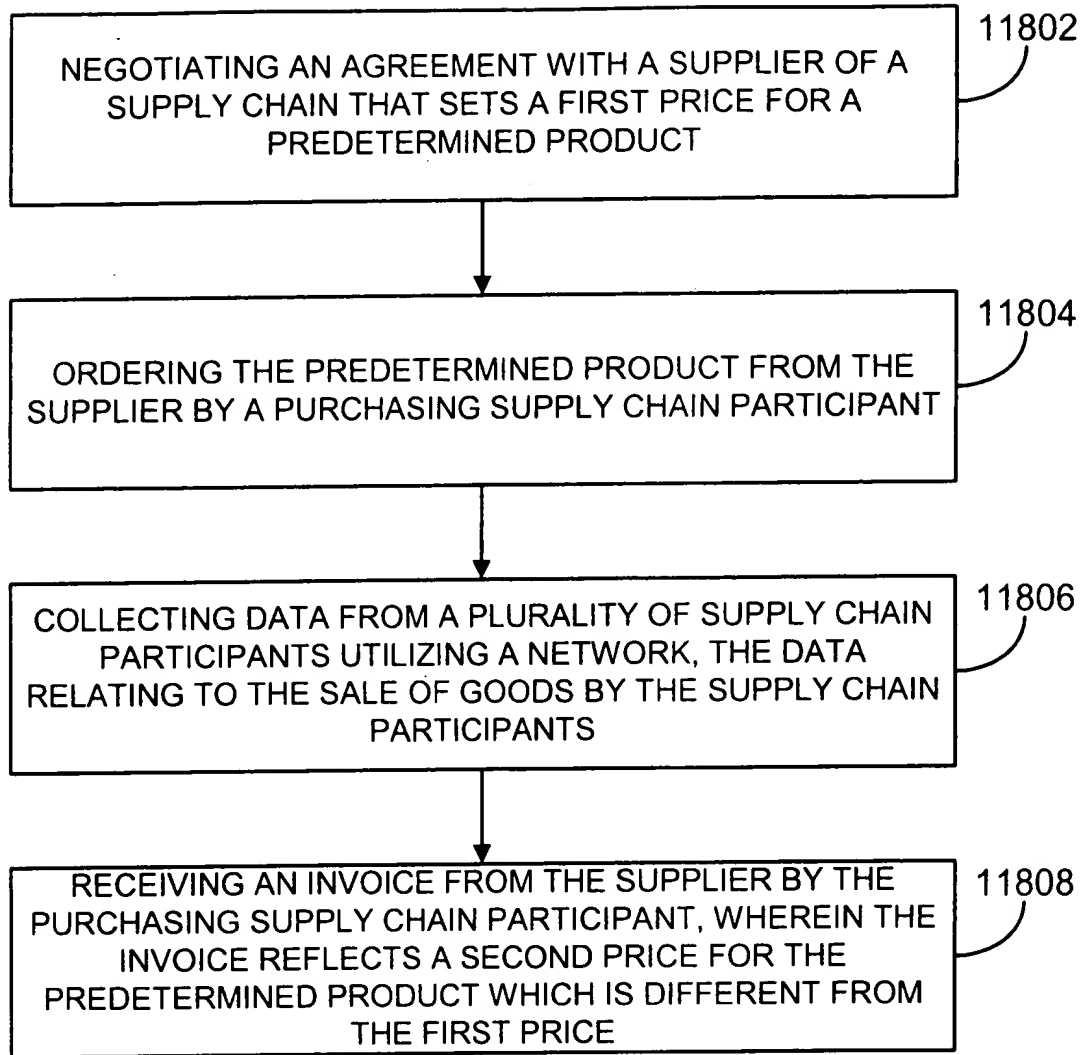 11802
NEGOTIATING AN AGREEMENT WITH A SUPPLIER OF A
SUPPLY CHAIN THAT SETS A FIRST PRICE FOR A
PREDETERMINED PRODUCT
11804
ORDERING THE PREDETERMINED PRODUCT FROM THE
SUPPLIER BY A PURCHASING SUPPLY CHAIN PARTICIPANT
11806
COLLECTING DATA FROM A PLURALITY OF SUPPLY CHAIN
PARTICIPANTS UTILIZING A NETWORK, THE DATA
RELATING TO THE SALE OF GOODS BY THE SUPPLY CHAIN
PARTICIPANTS
11808
RECEIVING AN INVOICE FROM THE SUPPLIER BY THE
PURCHASING SUPPLY CHAIN PARTICIPANT, WHEREIN THE
INVOICE REFLECTS A SECOND PRICE FOR THE
PREDETERMINED PRODUCT WHICH IS DIFFERENT FROM
THE FIRST PRICE